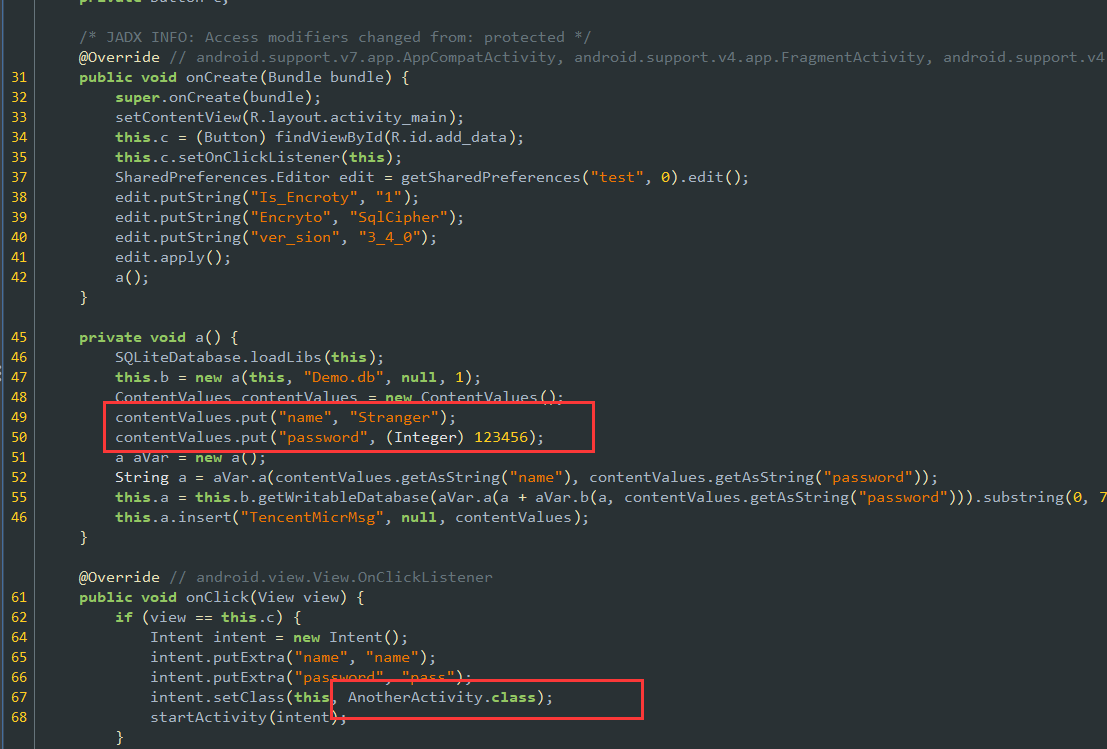 private Button c;
/* JADX INFO: Access modifiers changed from: protected */
@Override // android.support.v7.app.AppCompatActivity, android.support.v4.app.FragmentActivity, android.support.v4
31 public void onCreate(Bundle bundle) {
32 super.onCreate(bundle);
33 setContentView(R.layout.activity_main);
34 this.c = (Button) findViewById(R.id.add_data);
35 this.c.setOnClickListener(this);
37 SharedPreferences.Editor edit = getSharedPreferences("test", 0).edit();
38 edit.putString("Is_Encroty", "1");
39 edit.putString("Encryto", "SqlCipher");
40 edit.putString("ver_sion", "3_4_0");
41 edit.apply();
42 a();
}
45 private void a() {
46 SQLiteDatabase.loadLibs(this);
47 this.b = new a(this, "Demo.db", null, 1);
48 ContentValues contentValues = new ContentValues();
49 contentValues.put("name", "Stranger");
50 contentValues.put("password", (Integer) 123456);
51 a aVar = new a();
52 String a = aVar.a(contentValues.getAsString("name"), contentValues.getAsString("password"));
55 this.a = this.b.getWritableDatabase(aVar.a(a + aVar.b(a, contentValues.getAsString("password"))).substring(0, 7
46 this.a.insert("TencentMicrMsg", null, contentValues);
}
@Override // android.view.View.OnClickListener
61 public void onClick(View view) {
62 if (view == this.c) {
64 Intent intent = new Intent();
65 intent.putExtra("name", "name");
66 intent.putExtra("password", "pass");
67 intent.setClass(this, AnotherActivity.class);
68 startActivity(intent);
}